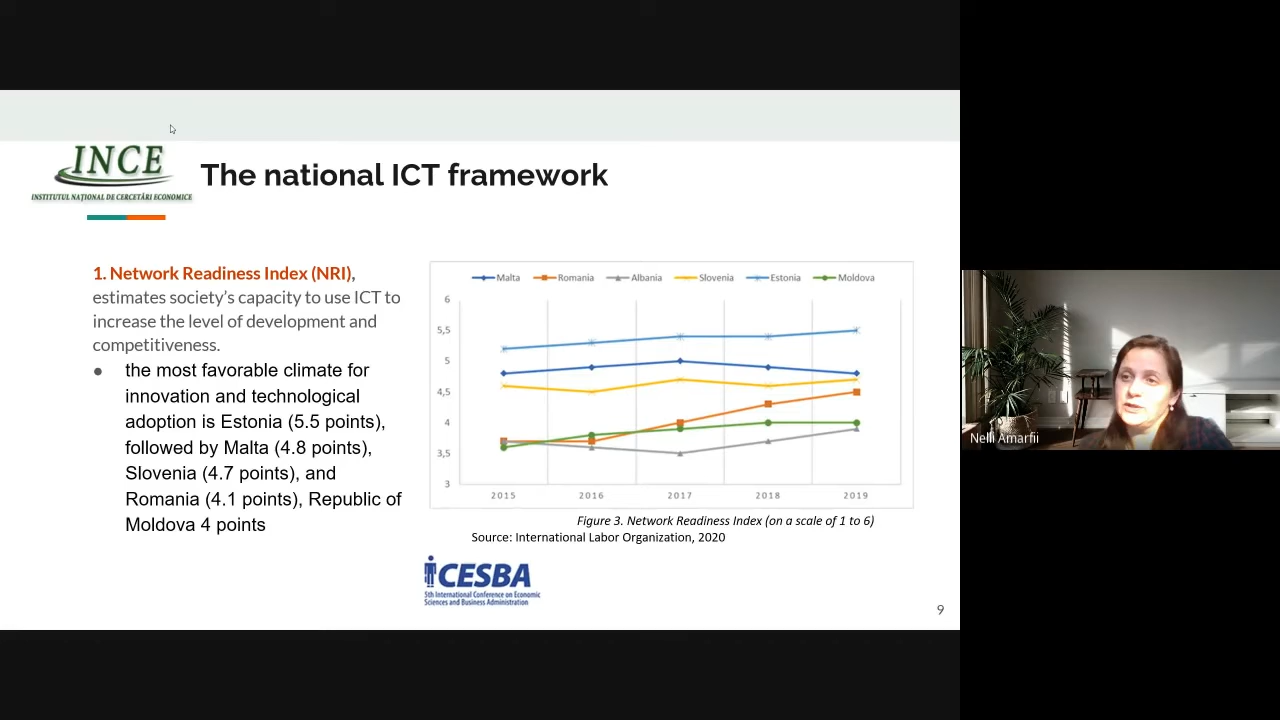 INCE
INSTITUTUL NAȚIONAL DE CERCETĂRI ECONOMICE
The national ICT framework
1. Network Readiness Index (NRI),
estimates society's capacity to use ICT to
increase the level of development and
competitiveness.
● the most favorable climate for
innovation and technological
adoption is Estonia (5.5 points),
followed by Malta (4.8 points),
Slovenia (4.7 points), and
Romania (4.1 points), Republic of
Moldova 4 points
Malta Romania Albania Slovenia Estonia Moldova
6
5,5
5
4,5
4
3,5
3
2015 2016 2017 2018 2019
Figure 3. Network Readiness Index (on a scale of 1 to 6)
Source: International Labor Organization, 2020
iCESBA
5th International Conference on Economic
Sciences and Business Administration
9
Nelli Amarfii